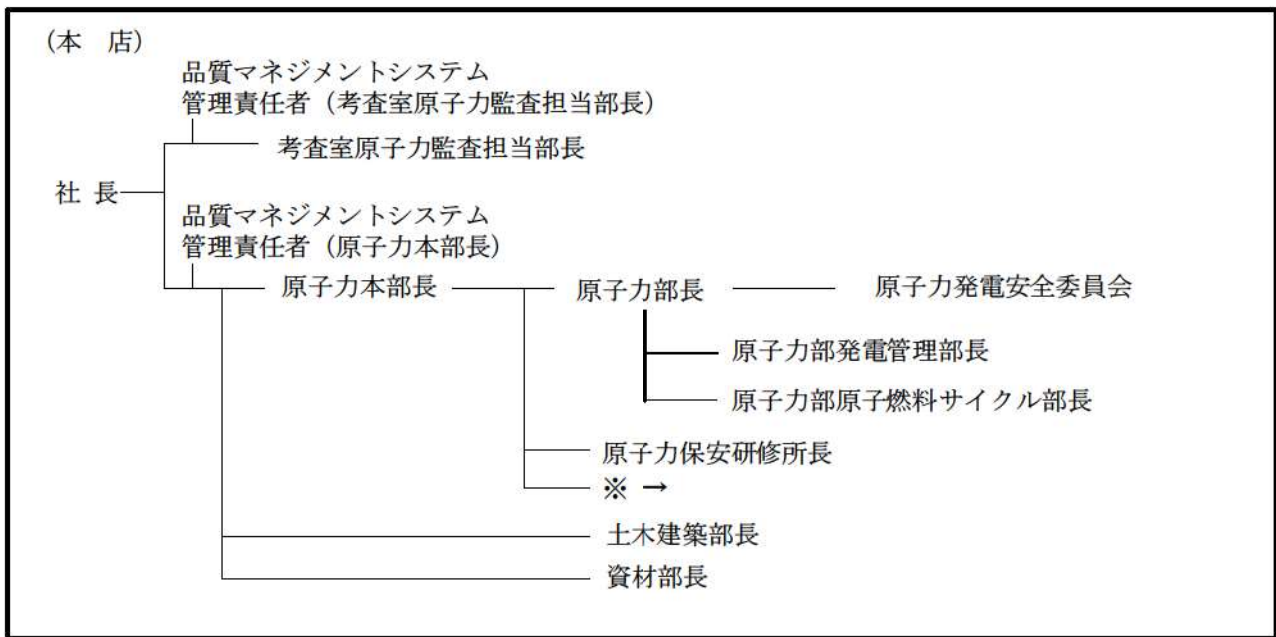 (本　店)
品質マネジメントシステム
管理責任者（考査室原子力監査担当部長）
考査室原子力監査担当部長
社 長
品質マネジメントシステム
管理責任者（原子力本部長）
原子力本部長
原子力部長
原子力発電安全委員会
原子力部発電管理部長
原子力部原子燃料サイクル部長
原子力保安研修所長
※ →
土木建築部長
資材部長